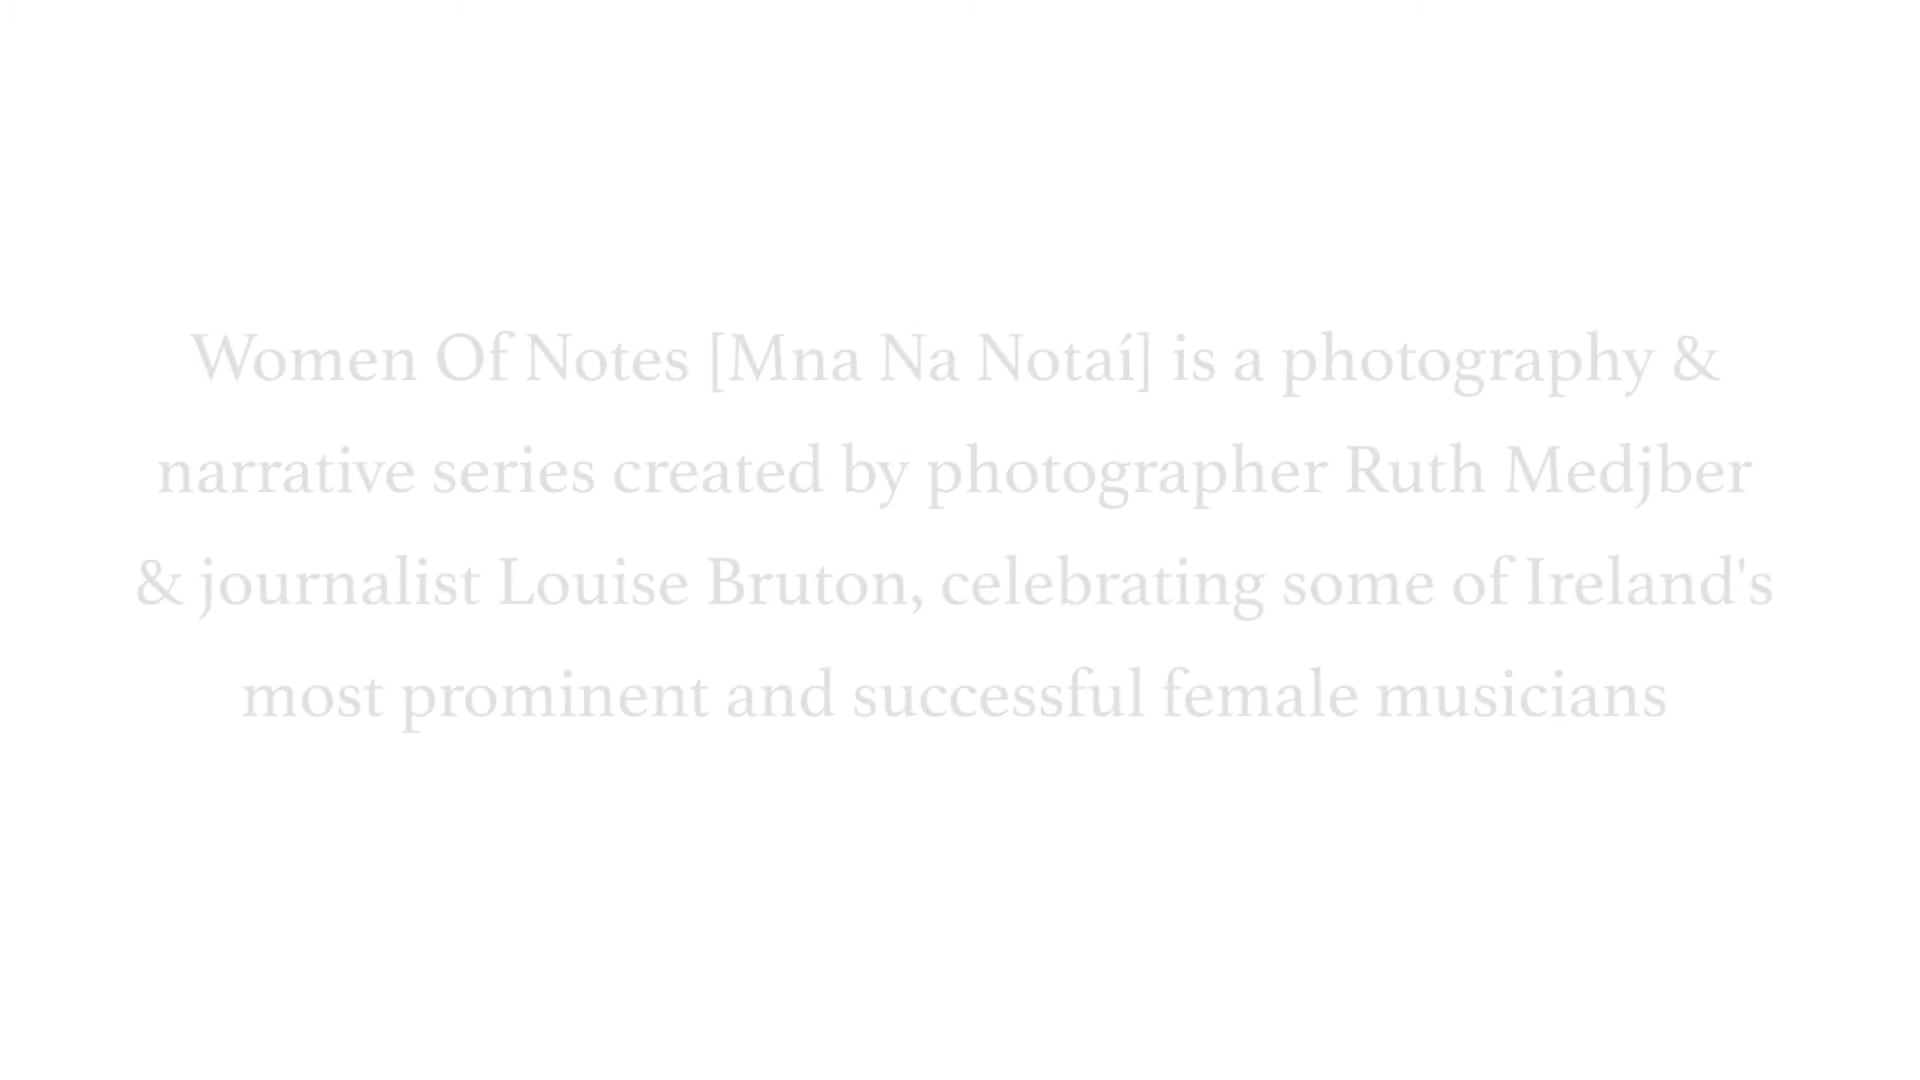 Women Of Notes [Mna Na Notaí] is a photography &
narrative series created by photographer Ruth Medjber
& journalist Louise Bruton, celebrating some of Ireland's
most prominent and successful female musicians